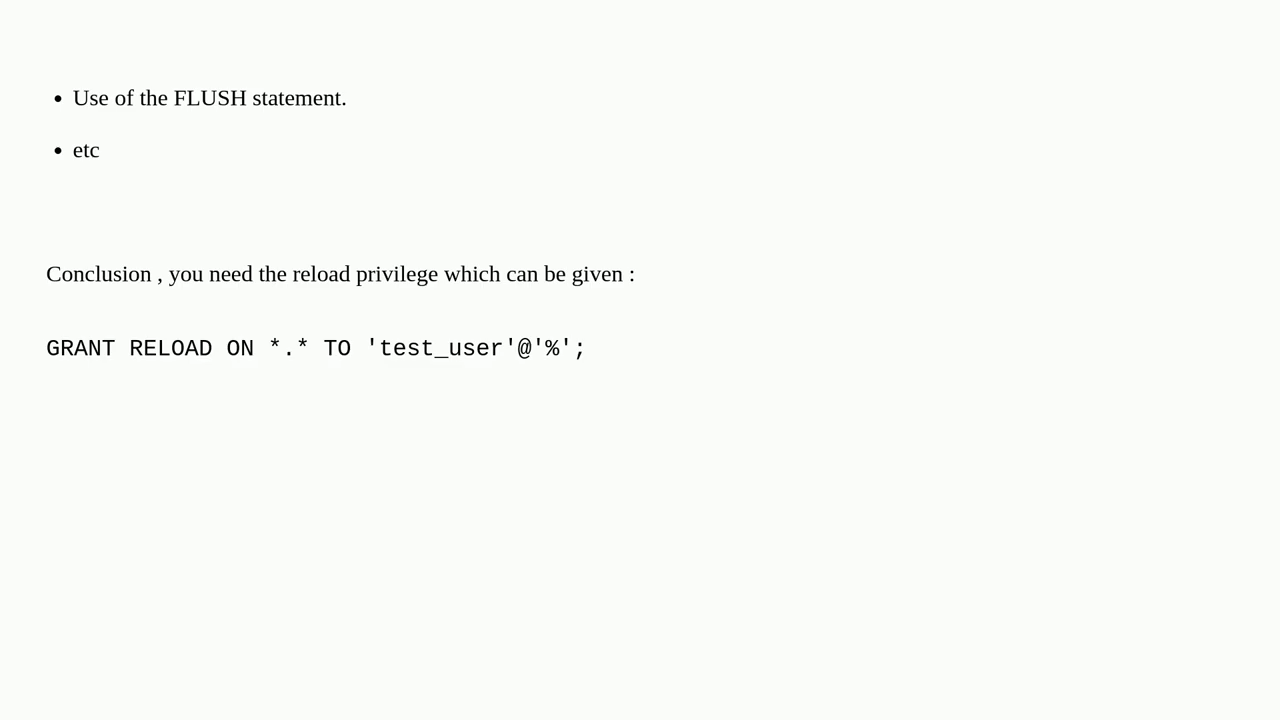 • Use of the FLUSH statement.
• etc
Conclusion , you need the reload privilege which can be given :
GRANT RELOAD ON *.* TO 'test_user'@'%';